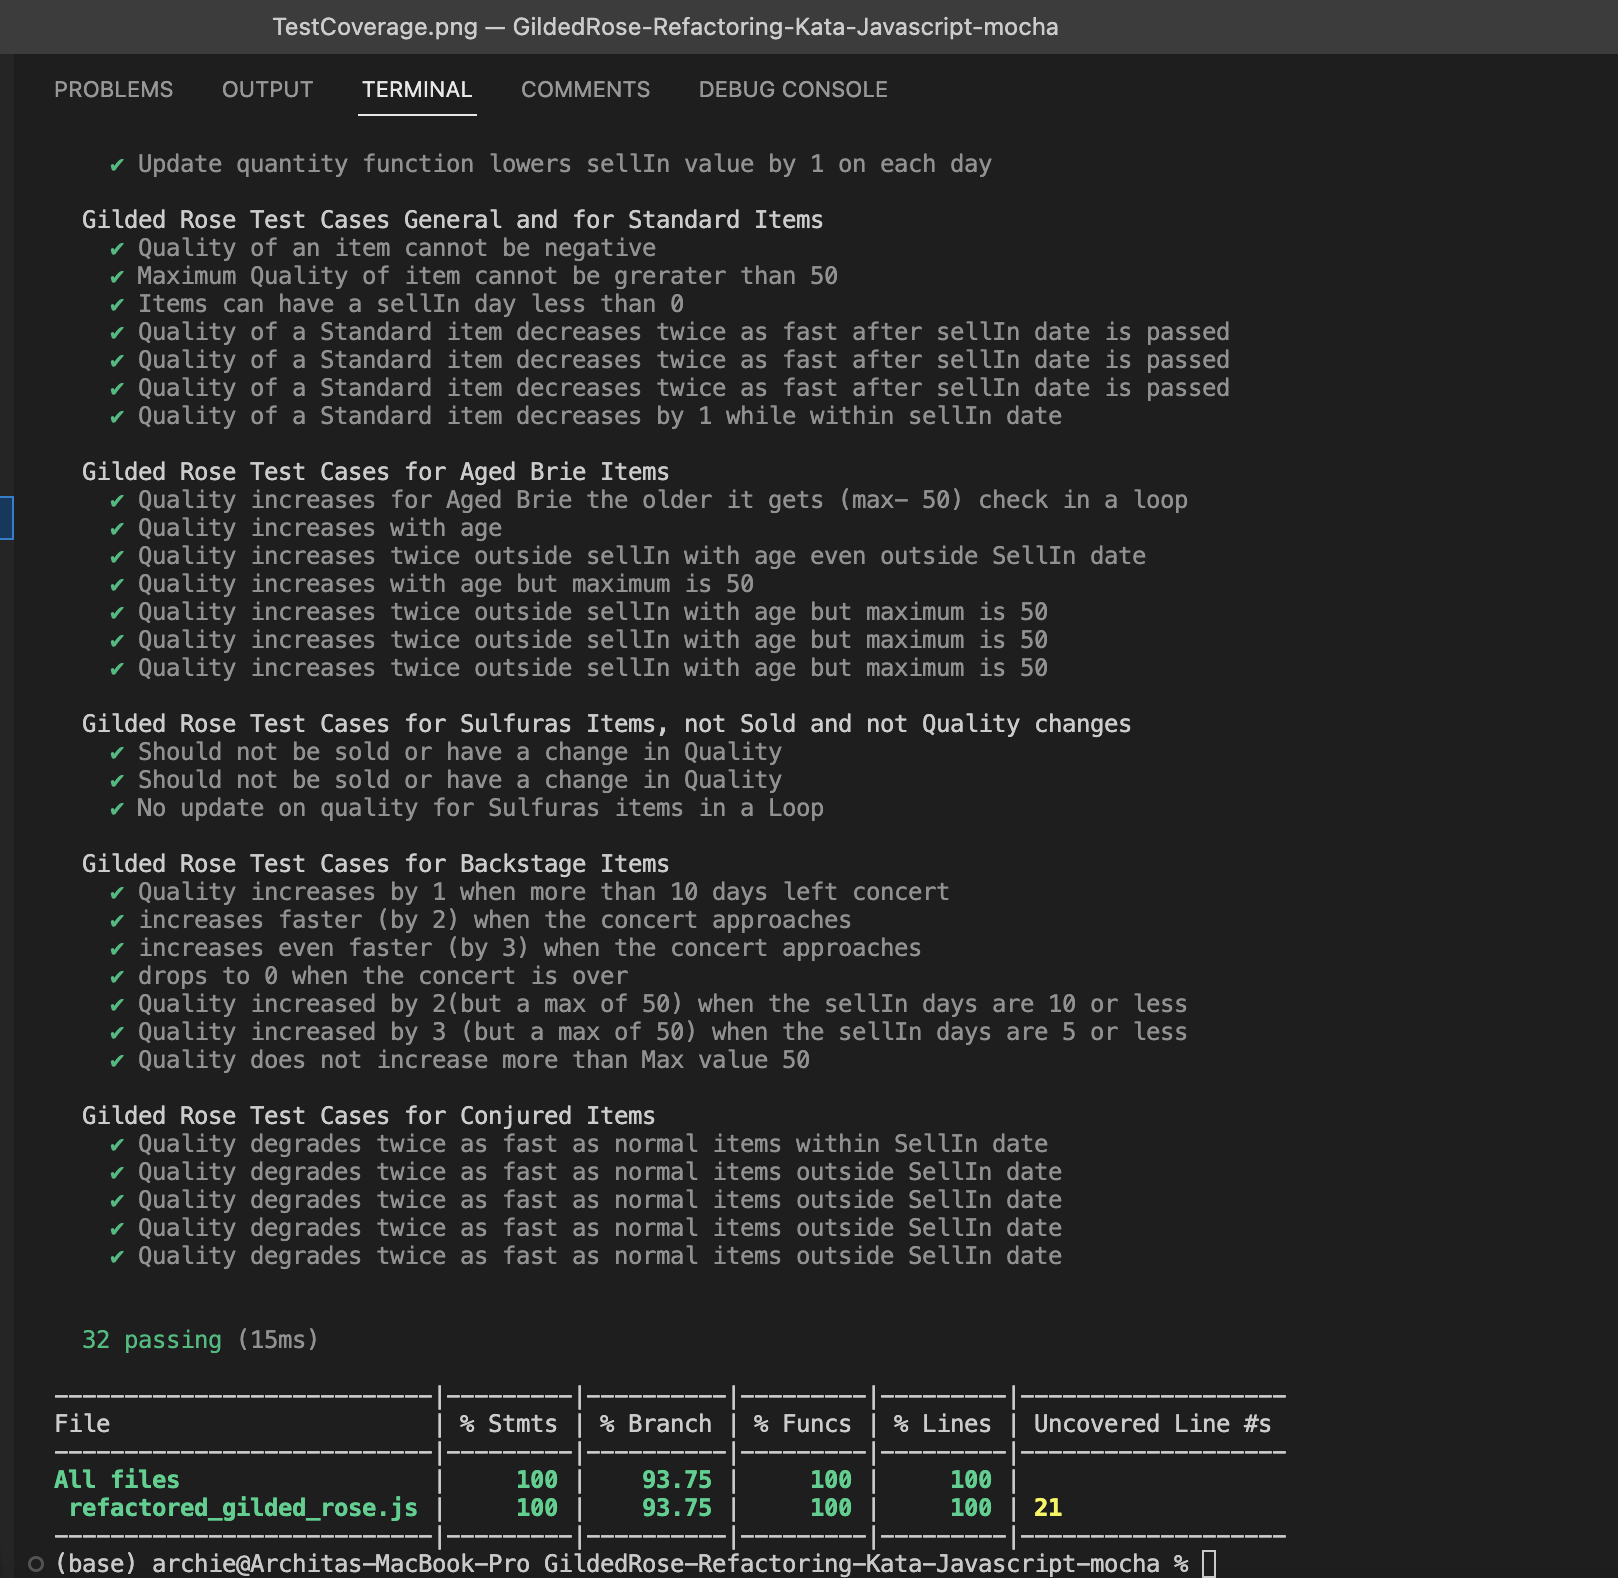 TestCoverage.png — GildedRose-Refactoring-Kata-Javascript-mocha
PROBLEMS OUTPUT TERMINAL COMMENTS DEBUG CONSOLE
✔ Update quantity function lowers sellIn value by 1 on each day
Gilded Rose Test Cases General and for Standard Items
✔ Quality of an item cannot be negative
✔ Maximum Quality of item cannot be grerater than 50
✔ Items can have a sellIn day less than 0
✔ Quality of a Standard item decreases twice as fast after sellIn date is passed
✔ Quality of a Standard item decreases twice as fast after sellIn date is passed
✔ Quality of a Standard item decreases twice as fast after sellIn date is passed
✔ Quality of a Standard item decreases by 1 while within sellIn date
Gilded Rose Test Cases for Aged Brie Items
✔ Quality increases for Aged Brie the older it gets (max- 50) check in a loop
✔ Quality increases with age
✔ Quality increases twice outside sellIn with age even outside SellIn date
✔ Quality increases with age but maximum is 50
✔ Quality increases twice outside sellIn with age but maximum is 50
✔ Quality increases twice outside sellIn with age but maximum is 50
✔ Quality increases twice outside sellIn with age but maximum is 50
Gilded Rose Test Cases for Sulfuras Items, not Sold and not Quality changes
✔ Should not be sold or have a change in Quality
✔ Should not be sold or have a change in Quality
✔ No update on quality for Sulfuras items in a Loop
Gilded Rose Test Cases for Backstage Items
✔ Quality increases by 1 when more than 10 days left concert
✔ increases faster (by 2) when the concert approaches
✔ increases even faster (by 3) when the concert approaches
✔ drops to 0 when the concert is over
✔ Quality increased by 2(but a max of 50) when the sellIn days are 10 or less
✔ Quality increased by 3 (but a max of 50) when the sellIn days are 5 or less
✔ Quality does not increase more than Max value 50
Gilded Rose Test Cases for Conjured Items
✔ Quality degrades twice as fast as normal items within SellIn date
✔ Quality degrades twice as fast as normal items outside SellIn date
✔ Quality degrades twice as fast as normal items outside SellIn date
✔ Quality degrades twice as fast as normal items outside SellIn date
✔ Quality degrades twice as fast as normal items outside SellIn date
32 passing (15ms)
---------------------------|---------|----------|---------|---------|-------------------
File | % Stmts | % Branch | % Funcs | % Lines | Uncovered Line #s
---------------------------|---------|----------|---------|---------|-------------------
All files | 100 | 93.75 | 100 | 100 |
refactored_gilded_rose.js | 100 | 93.75 | 100 | 100 | 21
---------------------------|---------|----------|---------|---------|-------------------
(base) archie@Architas-MacBook-Pro GildedRose-Refactoring-Kata-Javascript-mocha %